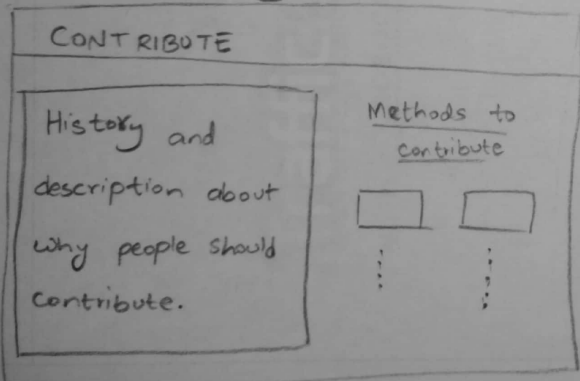 CONTRIBUTE
History and
description about
why people should
contribute.
Methods to
contribute